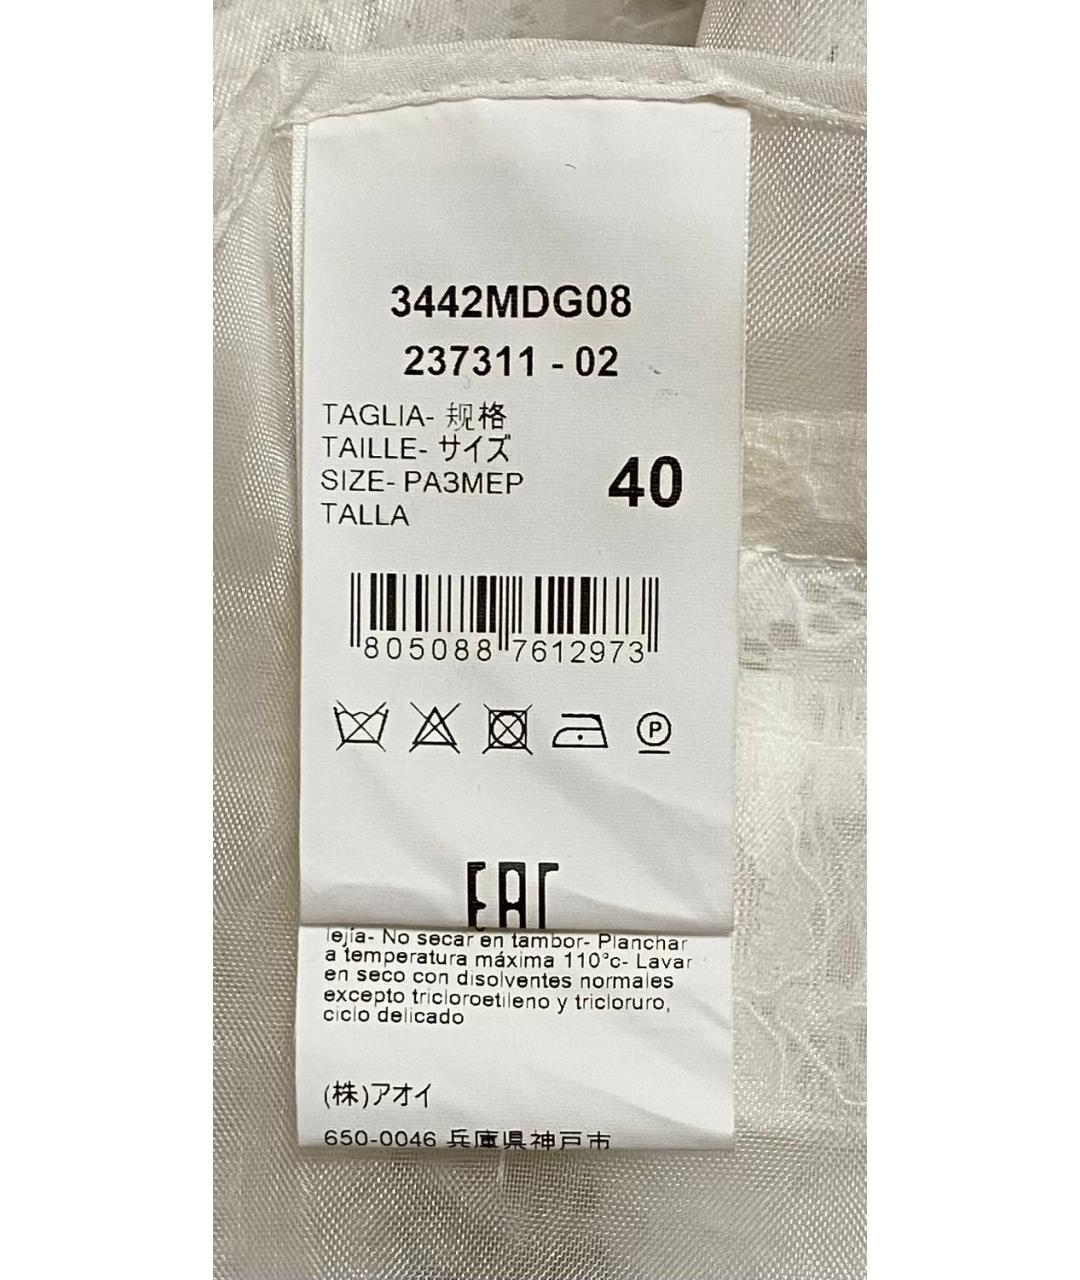 3442MDG08
237311 - 02
TAGLIA- 规格
TAILLE- サイズ
SIZE- РАЗМЕР
TALLA
40
805088 7612973
P
EAC
lejía- No secar en tambor- Planchar
a temperatura máxima 110°c- Lavar
en seco con disolventes normales
excepto tricloroetileno y tricloruro,
ciclo delicado
(株)アオイ
650-0046 兵庫県神戸市